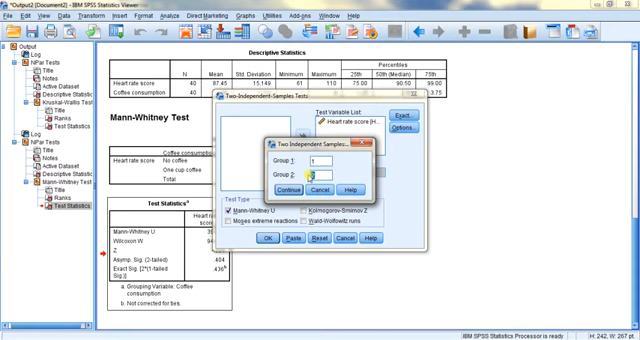 *Output2 [Document2] - IBM SPSS Statistics Viewer
File Edit View Data Transform Insert Format Analyze Direct Marketing Graphs Utilities Add-ons Window Help
Output
Log
NPar Tests
Title
Notes
Active Dataset
Descriptive Statistics
Kruskal-Wallis Test
Title
Ranks
Test Statistics
Log
NPar Tests
Title
Notes
Active Dataset
Descriptive Statistics
Mann-Whitney Test
Title
Ranks
Test Statistics
Descriptive Statistics
Percentiles
N Mean Std. Deviation Minimum Maximum 25th 50th (Median) 75th
Heart rate score 40 87.45 15.149 61 110 75.00 90.50 99.00
Coffee consumption 40 3.75
Mann-Whitney Test
Coffee consumption
Heart rate score No coffee
One cup coffee
Total
Test Statistics a
Heart rate score
Mann-Whitney U
Wilcoxon W
Z
Asymp. Sig. (2-tailed) .404
Exact Sig. [2*(1-tailed Sig.)] .436 b
a. Grouping Variable: Coffee consumption
b. Not corrected for ties.
Two-Independent-Samples Tests
Test Variable List:
Heart rate score [H...
Exact...
Options...
Two Independent Samples:...
Group 1: 1
Group 2:
Continue Cancel Help
Test Type
Mann-Whitney U Kolmogorov-Smirnov Z
Moses extreme reactions Wald-Wolfowitz runs
OK Paste Reset Cancel Help
IBM SPSS Statistics Processor is ready H: 242, W: 267 pt.